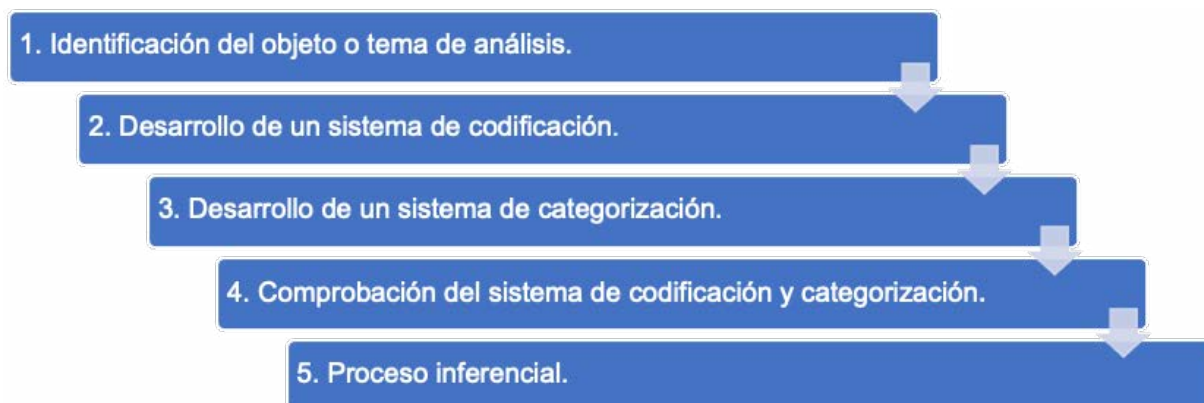 1. Identificación del objeto o tema de análisis.
2. Desarrollo de un sistema de codificación.
3. Desarrollo de un sistema de categorización.
4. Comprobación del sistema de codificación y categorización.
5. Proceso inferencial.